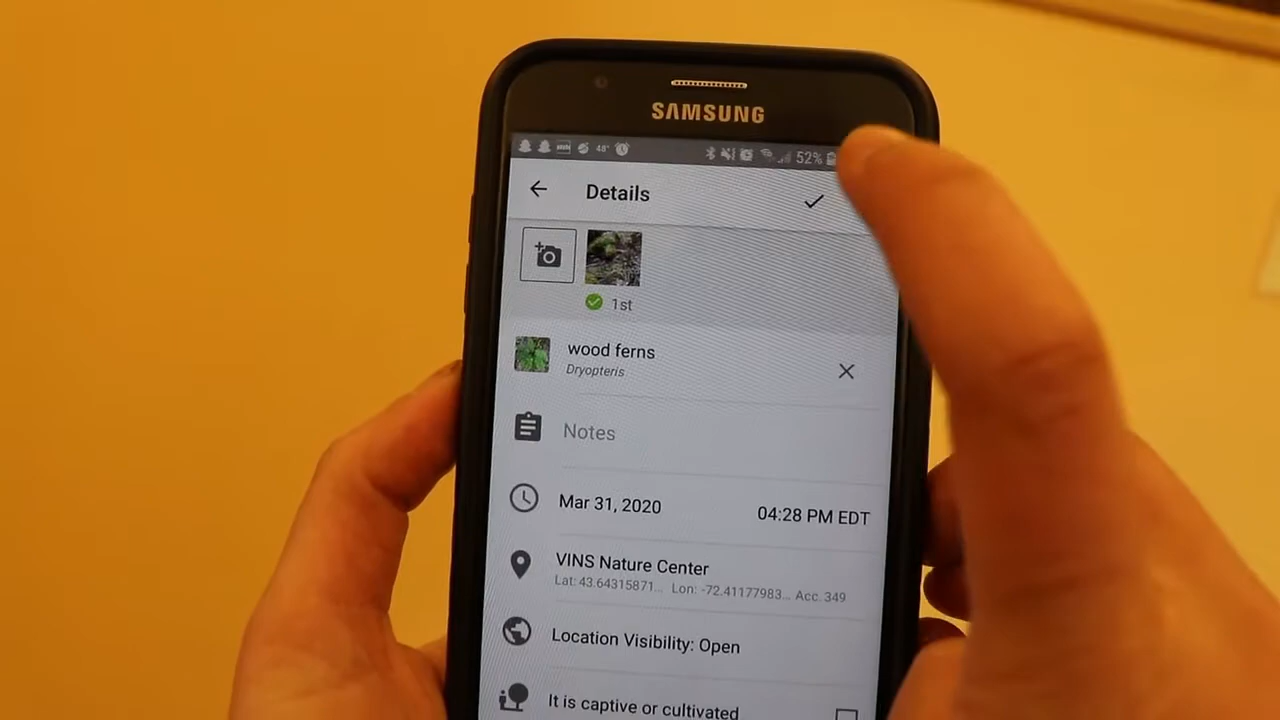 SAMSUNG
48° 52%
Details
1st
wood ferns
Dryopteris
Notes
Mar 31, 2020 04:28 PM EDT
VINS Nature Center
Lat: 43.64315871... Lon: -72.41177983... Acc. 349
Location Visibility: Open
It is captive or cultivated